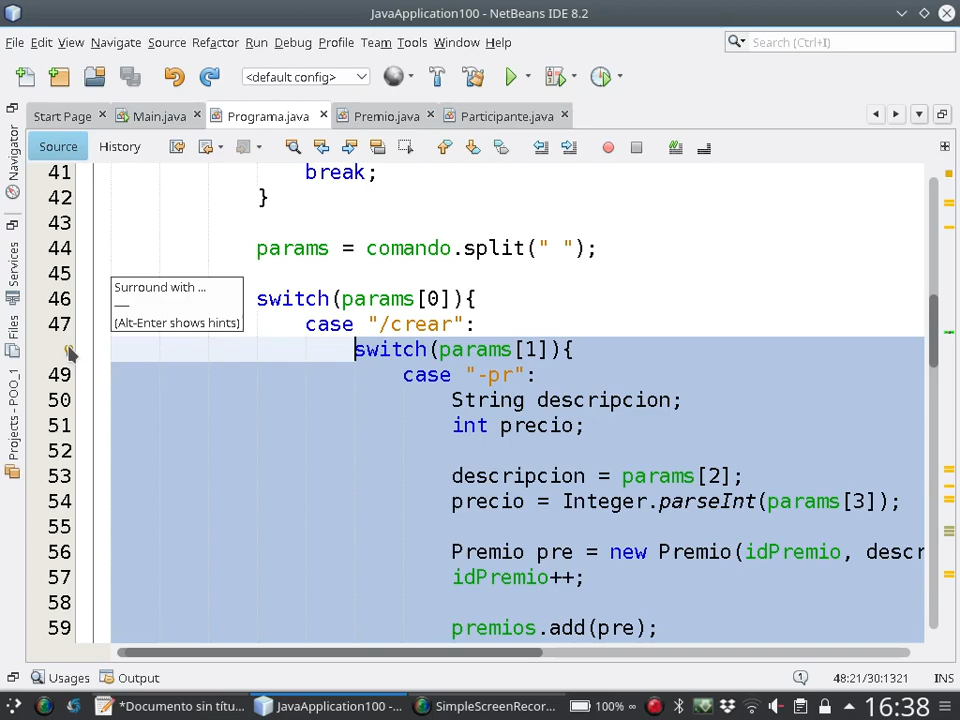 JavaApplication100 - NetBeans IDE 8.2
File Edit View Navigate Source Refactor Run Debug Profile Team Tools Window Help
Search (Ctrl+I)
<default config>
Start Page
Main.java
Programa.java
Premio.java
Participante.java
Source
History
Navigator
Services
Files
Projects - POO_1
41 break;
42 }
43
44 params = comando.split(" ");
45
46 switch(params[0]){
47 case "/crear":
switch(params[1]){
49 case "-pr":
50 String descripcion;
51 int precio;
52
53 descripcion = params[2];
54 precio = Integer.parseInt(params[3]);
55
56 Premio pre = new Premio(idPremio, descr
57 idPremio++;
58
59 premios.add(pre);
Surround with ...
(Alt-Enter shows hints)
Usages
Output
1
48:21/30:1321
INS
*Documento sin títu...
JavaApplication100 -...
SimpleScreenRecor...
100% ∞
16:38